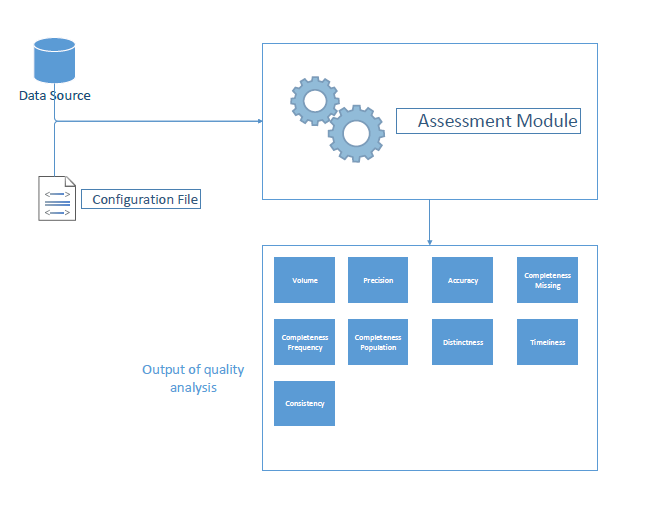 Data Source
Assessment Module
Configuration File
Volume
Precision
Accuracy
Completeness
Missing
Completeness
Frequency
Completeness
Population
Distinctness
Timeliness
Output of quality
analysis
Consistency